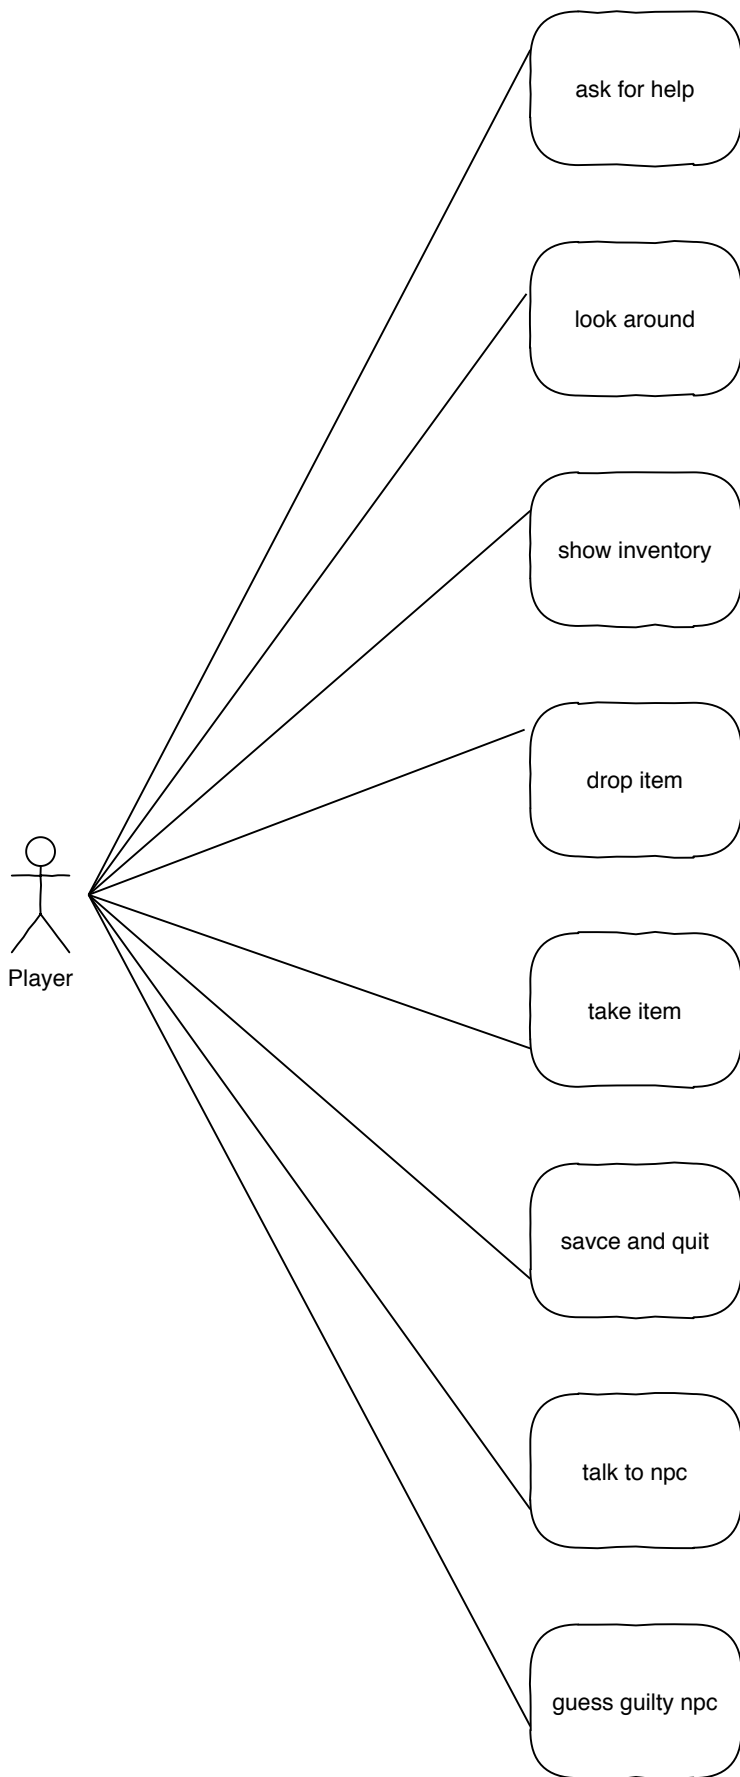 ask for help
look around
show inventory
drop item
Player
take item
savce and quit
talk to npc
guess guilty npc